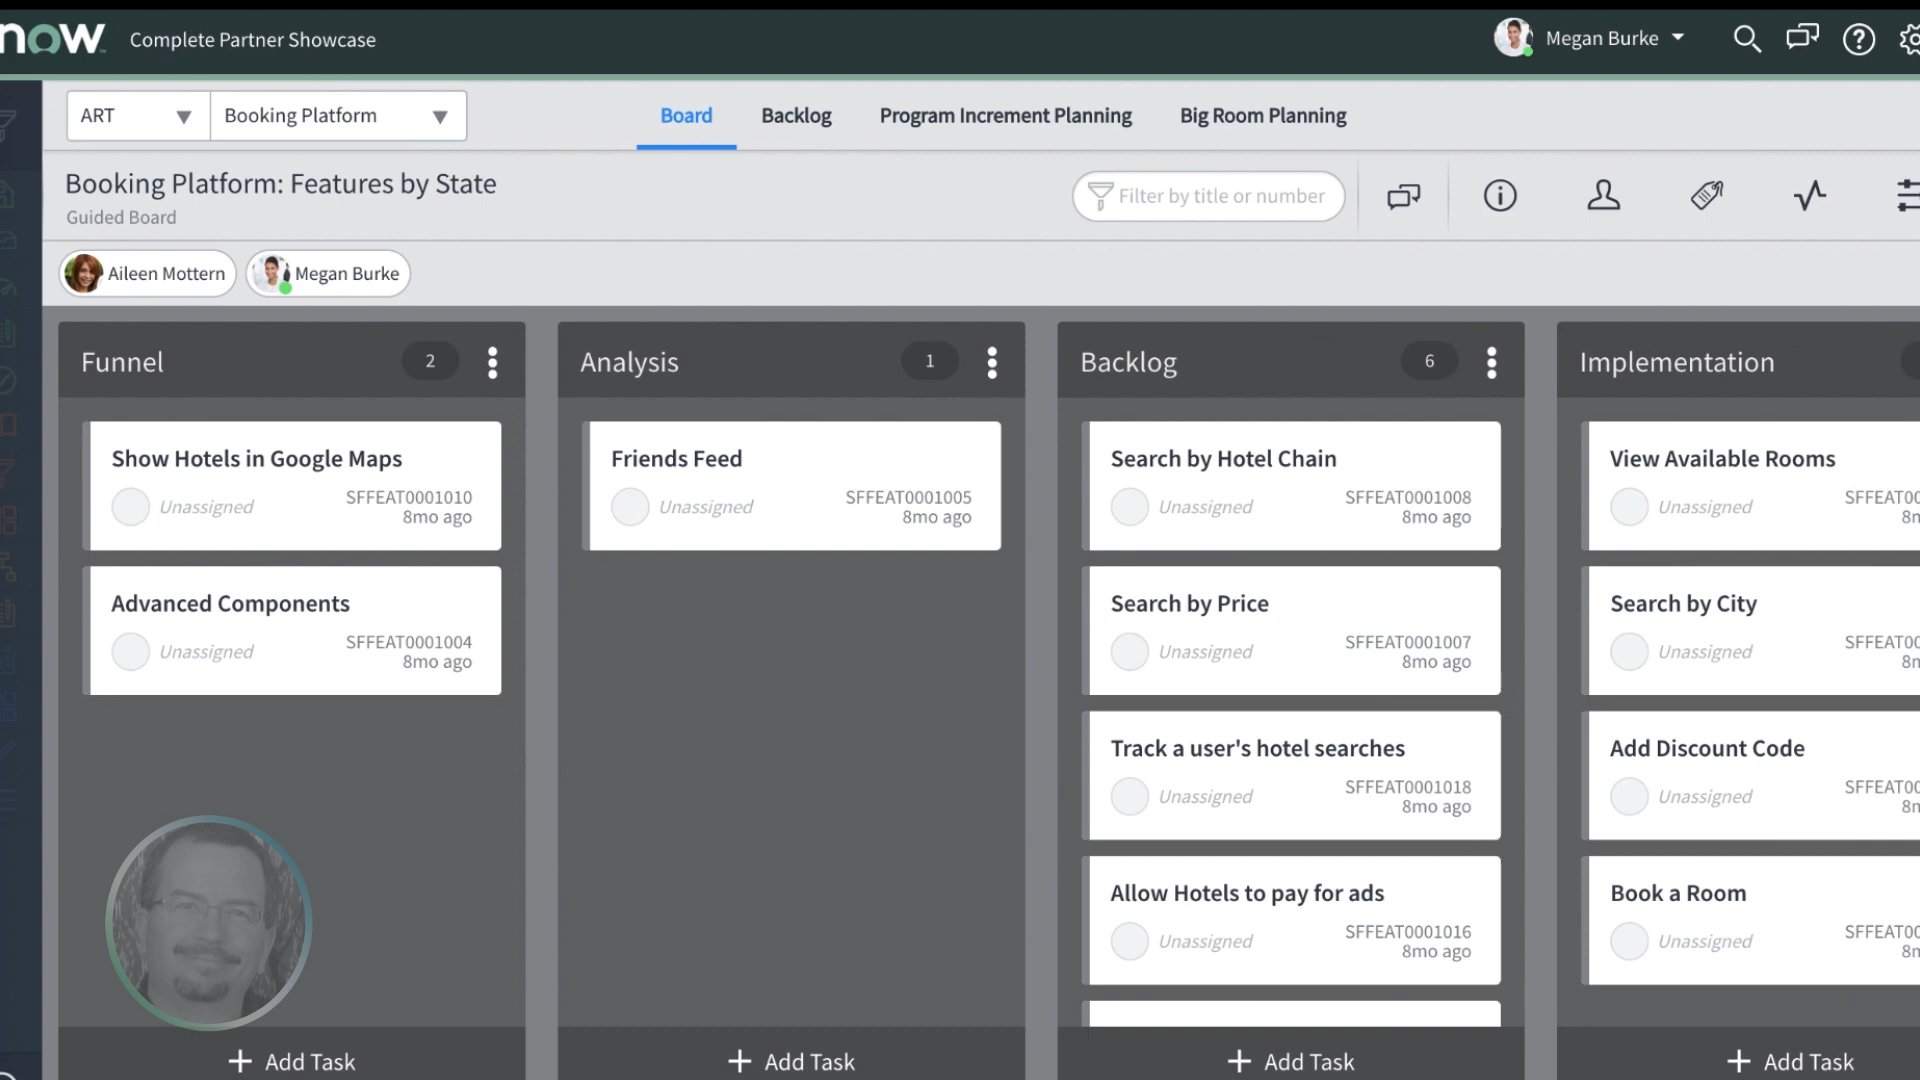 now
Complete Partner Showcase
Megan Burke
ART
Booking Platform
Board
Backlog
Program Increment Planning
Big Room Planning
Booking Platform: Features by State
Guided Board
Filter by title or number
Aileen Mottern
Megan Burke
Funnel
2
Show Hotels in Google Maps
Unassigned
SFFEAT0001010
8mo ago
Advanced Components
Unassigned
SFFEAT0001004
8mo ago
+ Add Task
Analysis
1
Friends Feed
Unassigned
SFFEAT0001005
8mo ago
+ Add Task
Backlog
6
Search by Hotel Chain
Unassigned
SFFEAT0001008
8mo ago
Search by Price
Unassigned
SFFEAT0001007
8mo ago
Track a user's hotel searches
Unassigned
SFFEAT0001018
8mo ago
Allow Hotels to pay for ads
Unassigned
SFFEAT0001016
8mo ago
+ Add Task
Implementation
View Available Rooms
Unassigned
Search by City
Unassigned
Add Discount Code
Unassigned
Book a Room
Unassigned
+ Add Task